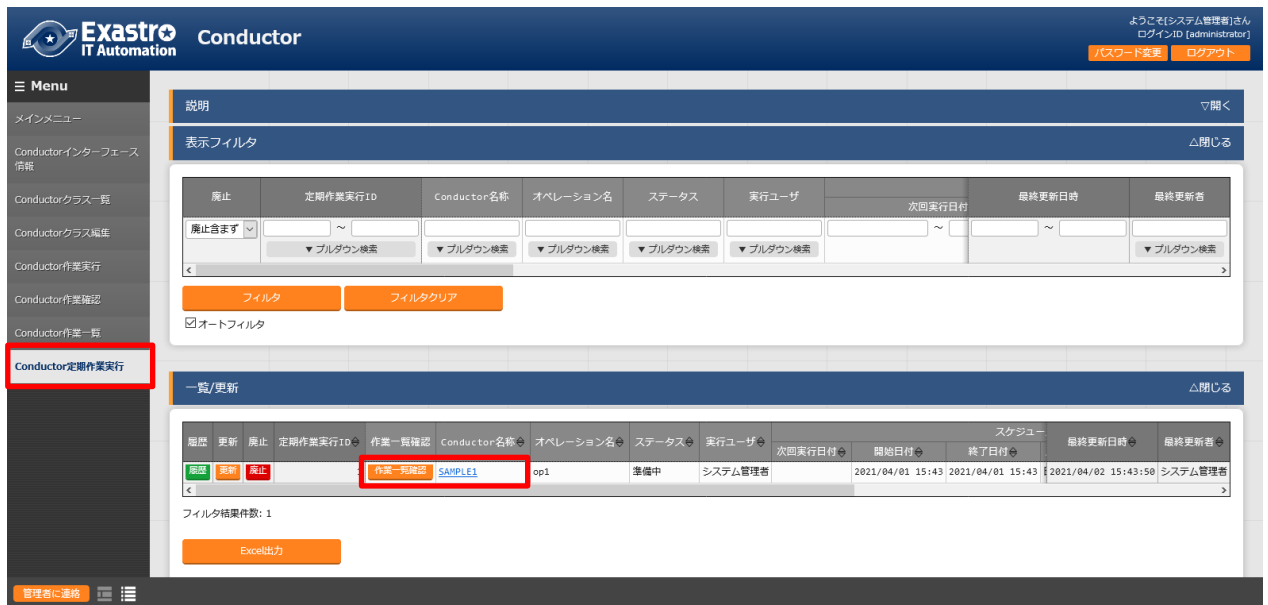 Exastro
IT Automation
Conductor
ようこそ[システム管理者]さん
ログインID [administrator]
パスワード変更 ログアウト
Menu
メインメニュー
Conductorインターフェース
情報
Conductorクラス一覧
Conductorクラス編集
Conductor作業実行
Conductor作業確認
Conductor作業一覧
Conductor定期作業実行
説明 ▽開く
表示フィルタ △閉じる
廃止 定期作業実行ID Conductor名称 オペレーション名 ステータス 実行ユーザ 次回実行日付 最終更新日時 最終更新者
廃止含まず ~ ~ ~
▼プルダウン検索 ▼プルダウン検索 ▼プルダウン検索 ▼プルダウン検索 ▼プルダウン検索 ▼プルダウン検索
フィルタ フィルタクリア
オートフィルタ
一覧/更新 △閉じる
スケジュー
履歴 更新 廃止 定期作業実行ID 作業一覧確認 Conductor名称 オペレーション名 ステータス 実行ユーザ 次回実行日付 開始日付 終了日付 最終更新日時 最終更新者
履歴 更新 廃止 作業一覧確認 SAMPLE1 op1 準備中 システム管理者 2021/04/01 15:43 2021/04/01 15:43 2021/04/02 15:43:50 システム管理者
フィルタ結果件数: 1
Excel出力
管理者に連絡